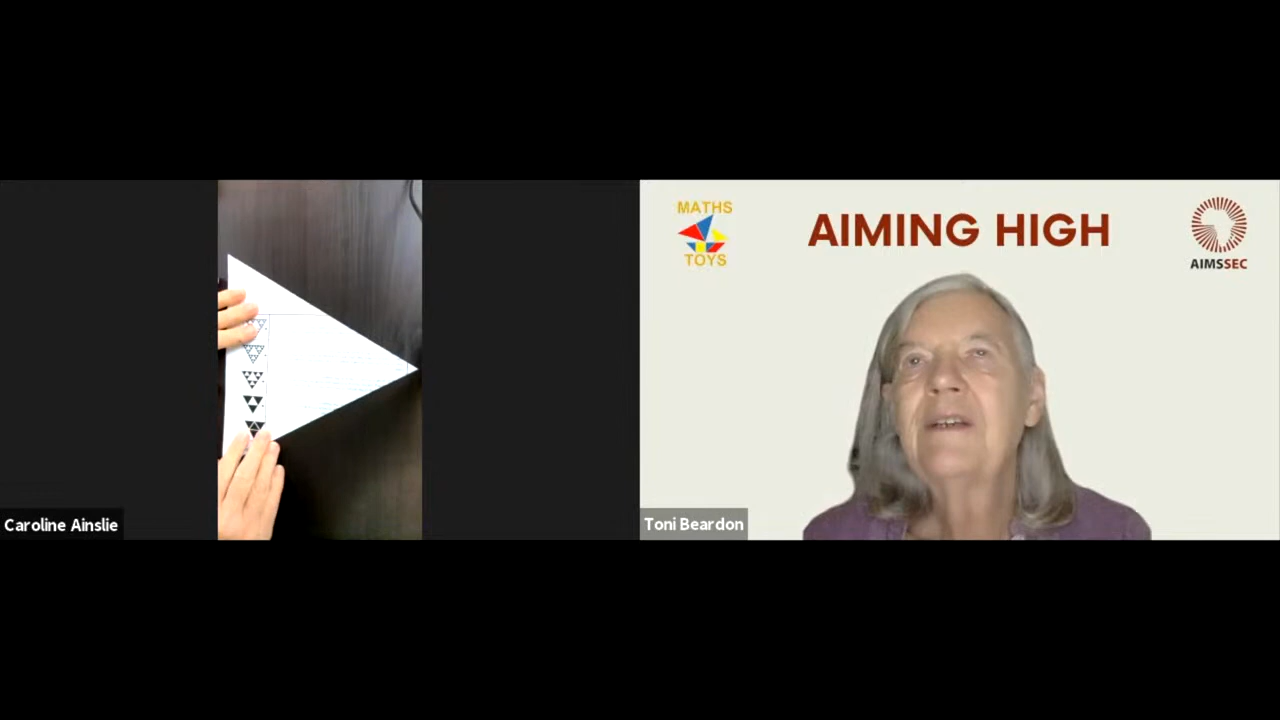 MATHS
TOYS
AIMING HIGH
AIMSSEC
Caroline Ainslie
Toni Beardon